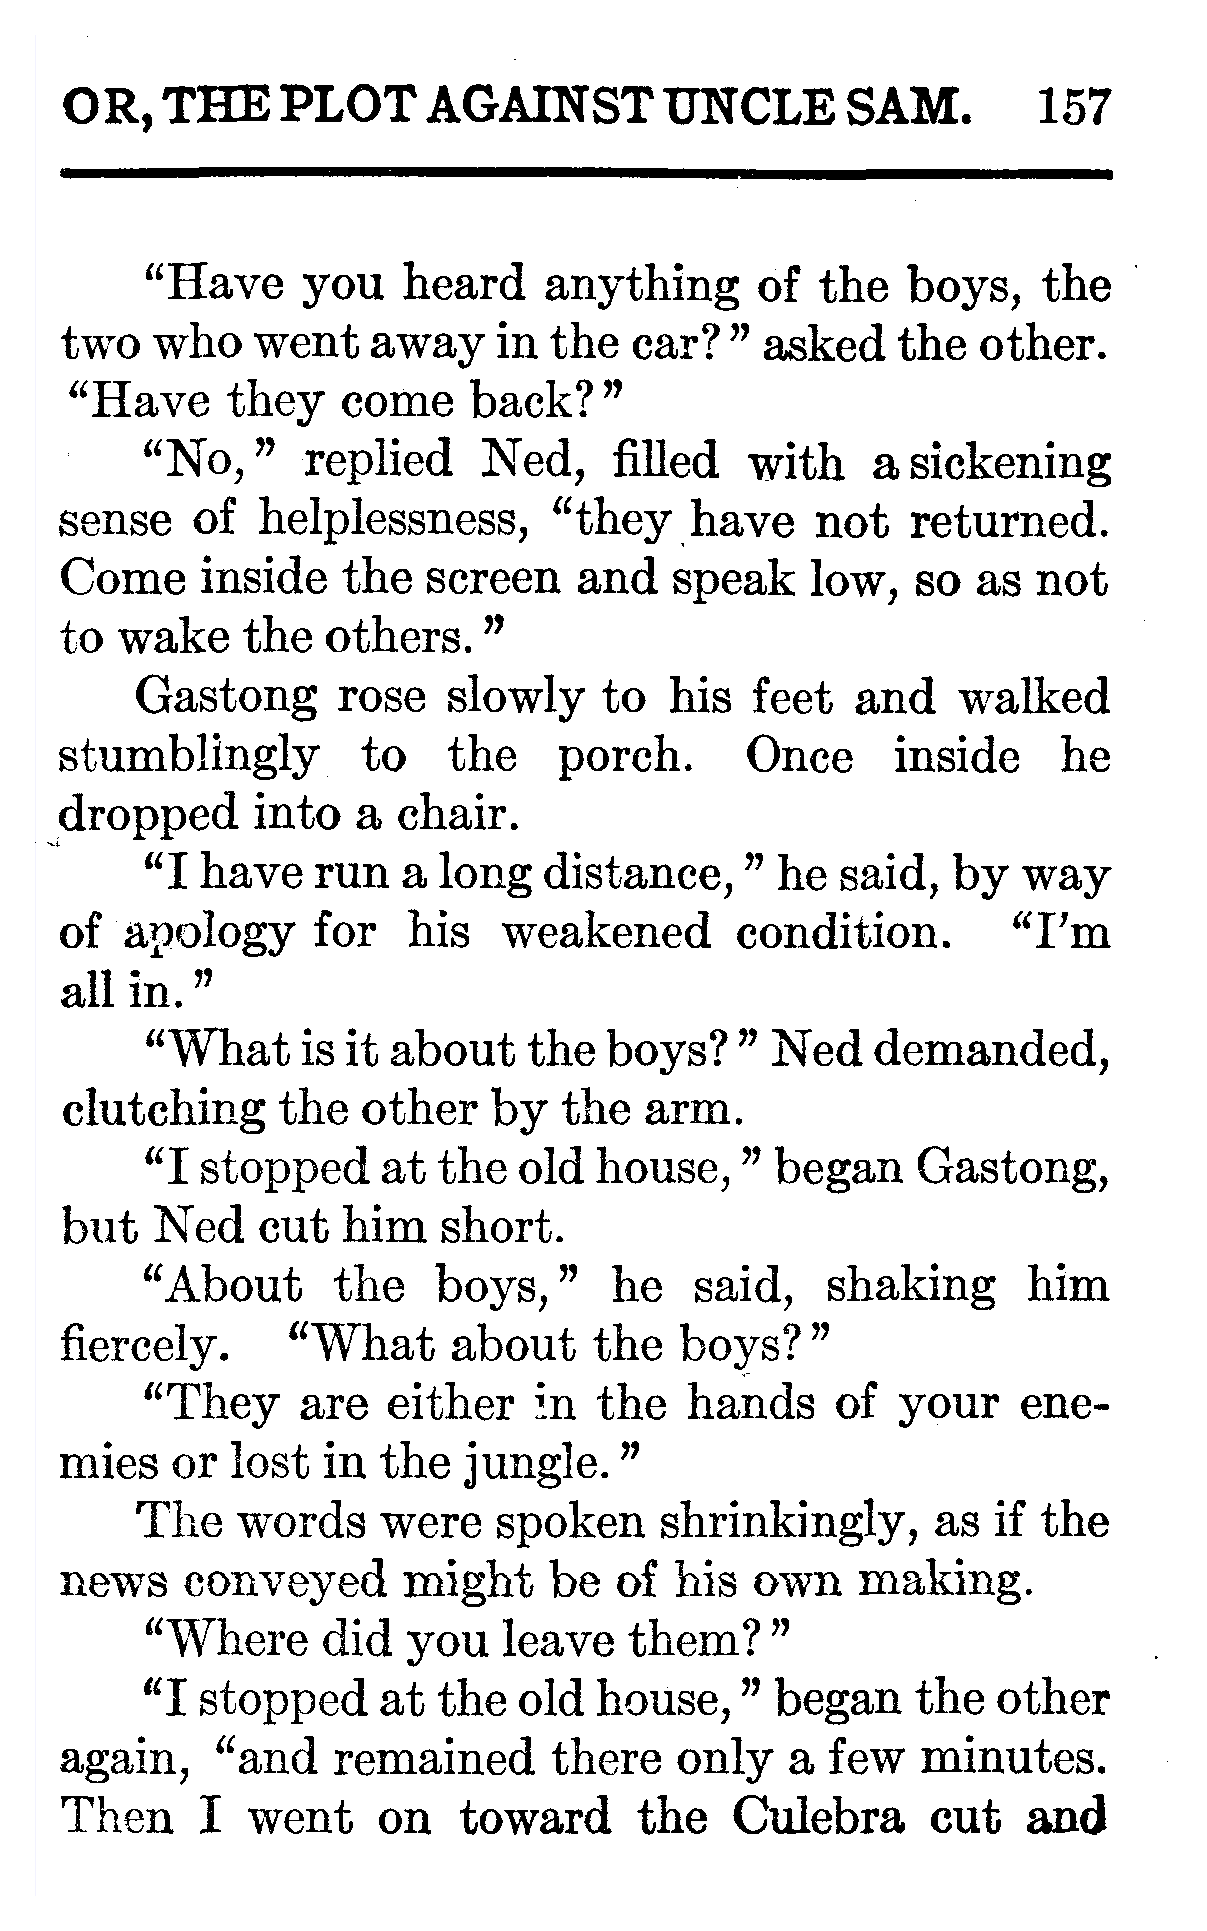 OR, THE PLOT AGAINST UNCLE SAM. 157
“Have you heard anything of the boys, the
two who went away in the car?” asked the other.
“Have they come back?”
“No,” replied Ned, filled with a sickening
sense of helplessness, “they have not returned.
Come inside the screen and speak low, so as not
to wake the others.”
Gastong rose slowly to his feet and walked
stumblingly to the porch. Once inside he
dropped into a chair.
“I have run a long distance,” he said, by way
of apology for his weakened condition. “I’m
all in.”
“What is it about the boys?” Ned demanded,
clutching the other by the arm.
“I stopped at the old house,” began Gastong,
but Ned cut him short.
“About the boys,” he said, shaking him
fiercely. “What about the boys?”
“They are either in the hands of your ene-
mies or lost in the jungle.”
The words were spoken shrinkingly, as if the
news conveyed might be of his own making.
“Where did you leave them?”
“I stopped at the old house,” began the other
again, “and remained there only a few minutes.
Then I went on toward the Culebra cut and